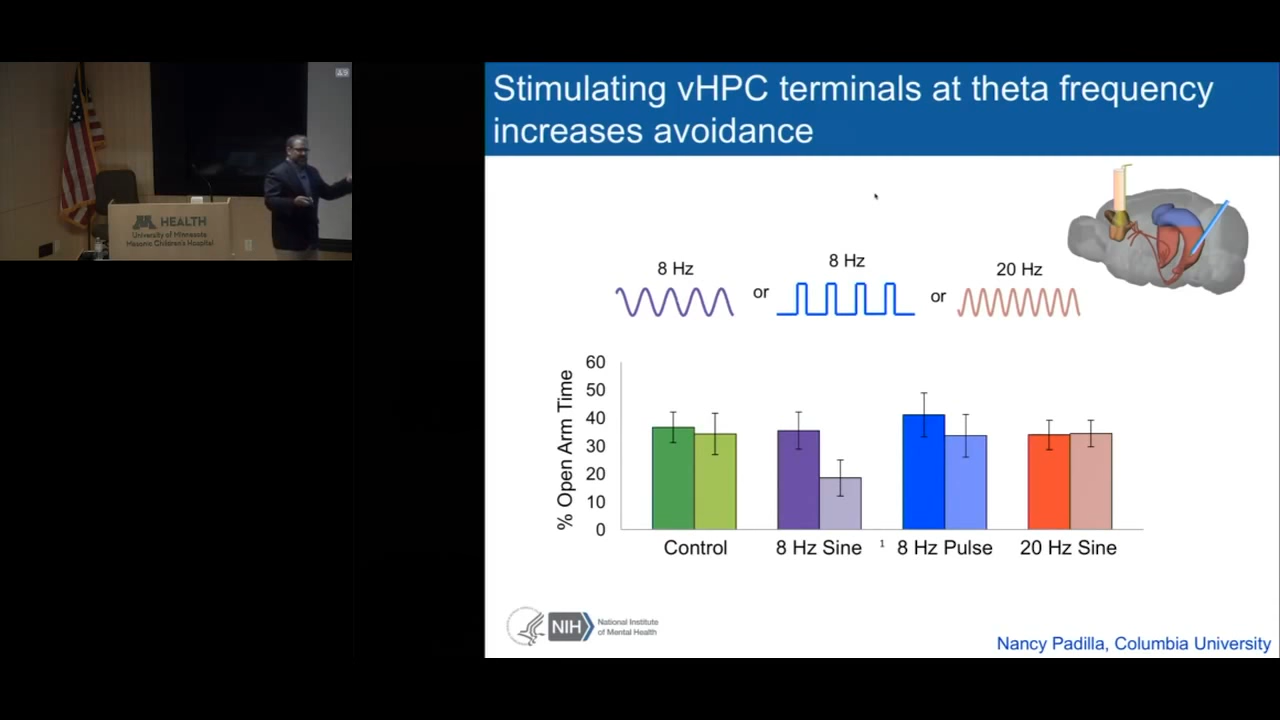 Stimulating vHPC terminals at theta frequency
increases avoidance
HEALTH
University of Minnesota
Masonic Children's Hospital
8 Hz
or
8 Hz
or
20 Hz
% Open Arm Time
60
50
40
30
20
10
0
Control
8 Hz Sine
1
8 Hz Pulse
20 Hz Sine
NIH
National Institute
of Mental Health
Nancy Padilla, Columbia University